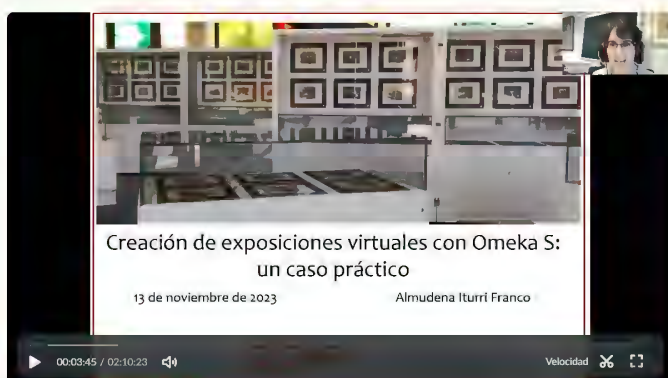 Creación de exposiciones virtuales con Omeka S:
un caso práctico
13 de noviembre de 2023 Almudena Iturri Franco
00:03:45 / 02:10:23 Velocidad